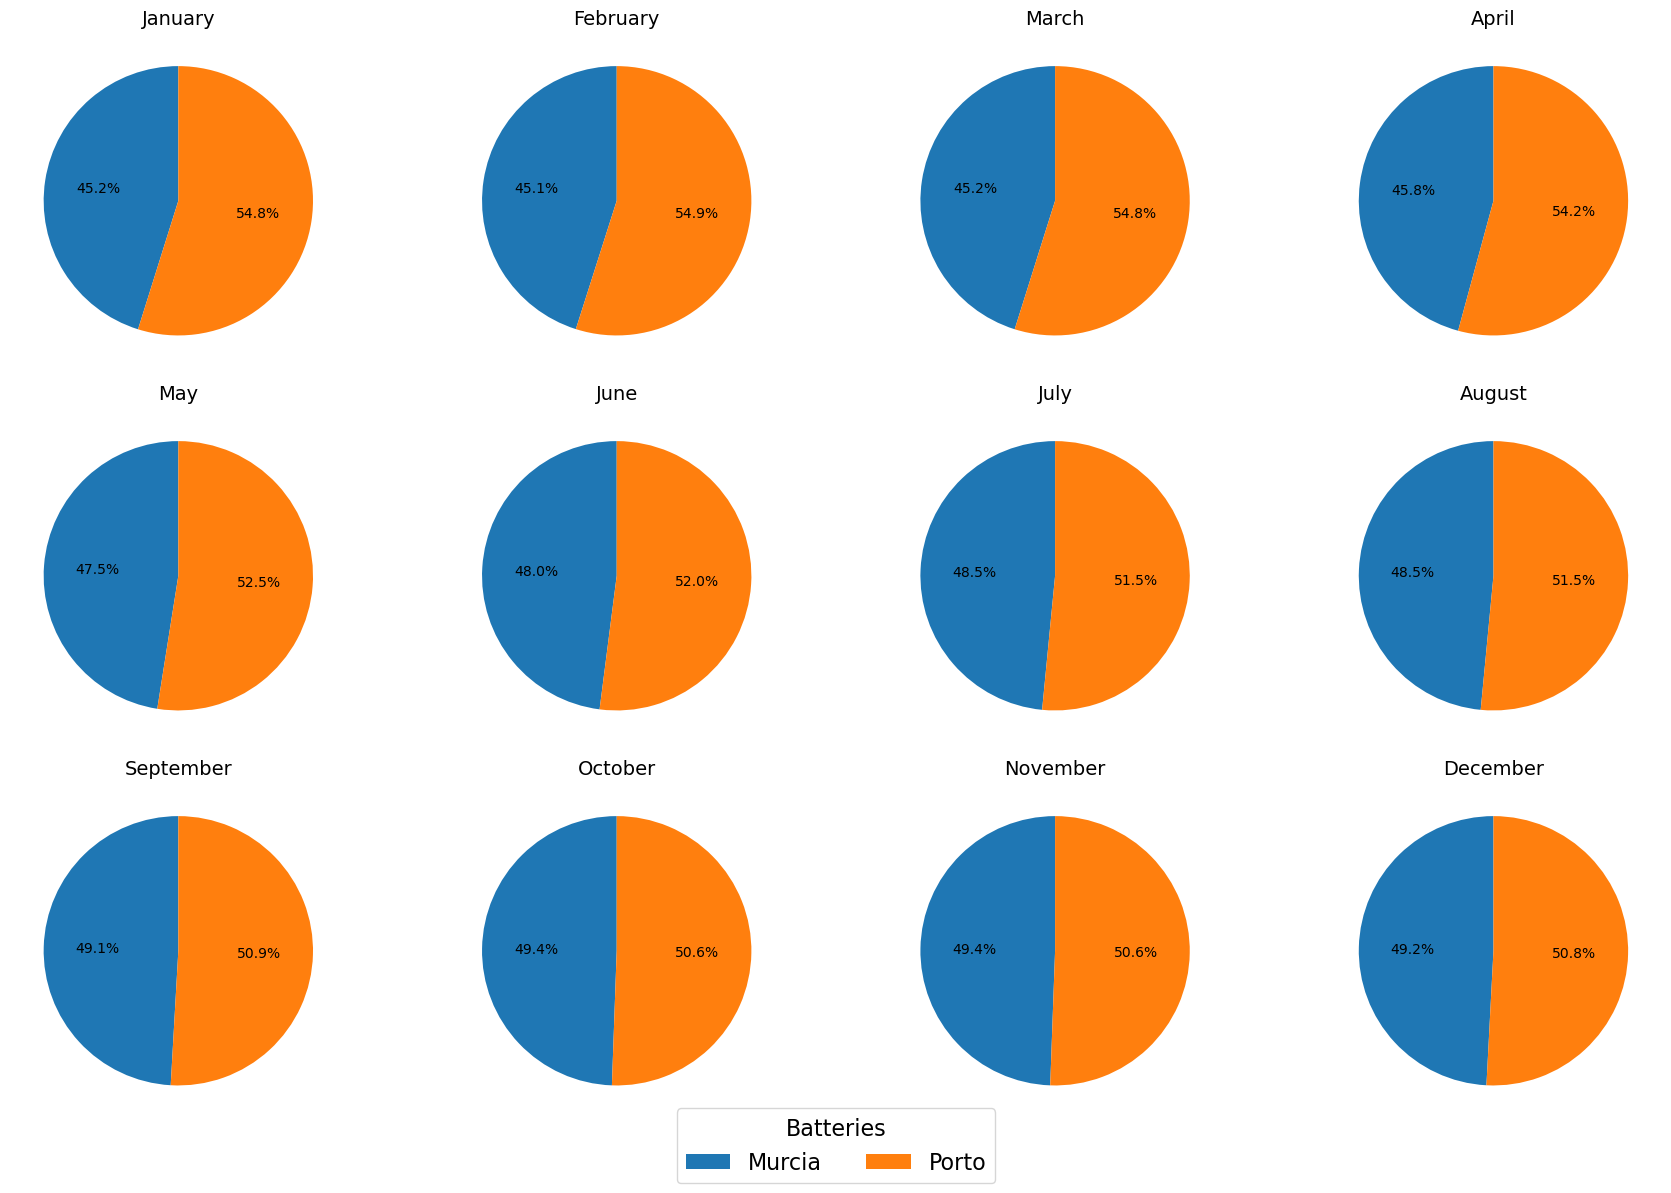 January
February
March
April
45.2%
54.8%
45.1%
54.9%
45.2%
54.8%
45.8%
54.2%
May
June
July
August
47.5%
52.5%
48.0%
52.0%
48.5%
51.5%
48.5%
51.5%
September
October
November
December
49.1%
50.9%
49.4%
50.6%
49.4%
50.6%
49.2%
50.8%
Batteries
Murcia
Porto